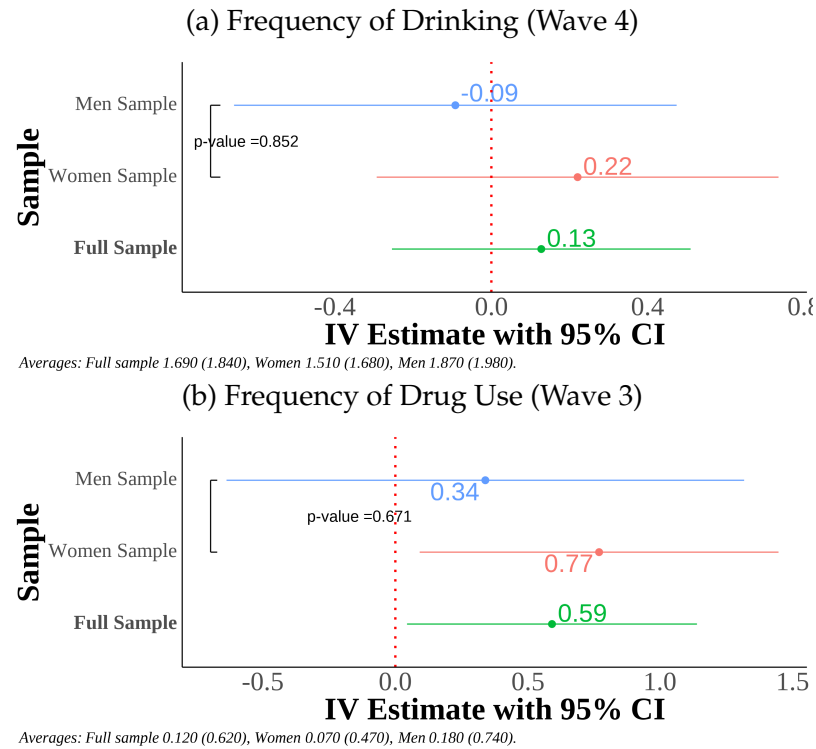 (a) Frequency of Drinking (Wave 4)
Men Sample
-0.09
p-value =0.852
Women Sample
0.22
Full Sample
0.13
Sample
-0.4 0.0 0.4 0.8
IV Estimate with 95% CI
Averages: Full sample 1.690 (1.840), Women 1.510 (1.680), Men 1.870 (1.980).
(b) Frequency of Drug Use (Wave 3)
Men Sample
0.34
p-value =0.671
Women Sample
0.77
Full Sample
0.59
Sample
-0.5 0.0 0.5 1.0 1.5
IV Estimate with 95% CI
Averages: Full sample 0.120 (0.620), Women 0.070 (0.470), Men 0.180 (0.740).